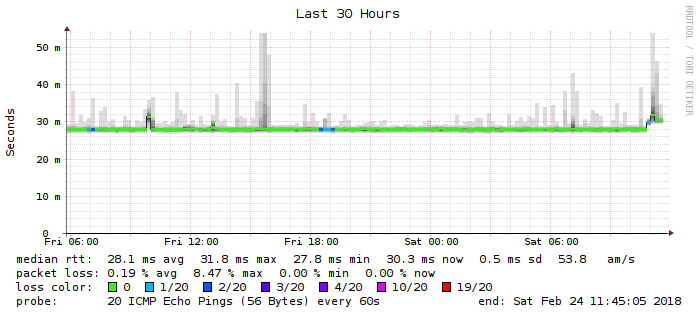 Last 30 Hours
RRDTOOL / TOBI OETIKER
Seconds
50 m
40 m
30 m
20 m
10 m
0
Fri 06:00 Fri 12:00 Fri 18:00 Sat 00:00 Sat 06:00
median rtt: 28.1 ms avg 31.8 ms max 27.8 ms min 30.3 ms now 0.5 ms sd 53.8 am/s
packet loss: 0.19 % avg 8.47 % max 0.00 % min 0.00 % now
loss color: 0 1/20 2/20 3/20 4/20 10/20 19/20
probe: 20 ICMP Echo Pings (56 Bytes) every 60s end: Sat Feb 24 11:45:05 2018